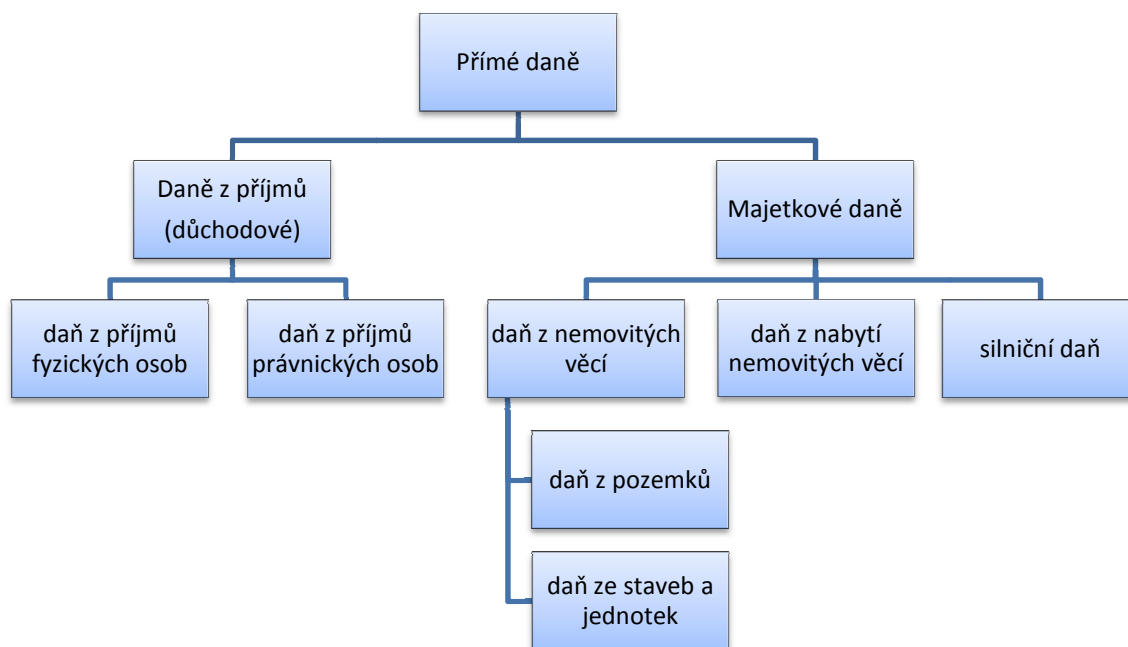 Přímé daně
Daně z příjmů
(důchodové)
Majetkové daně
daň z příjmů
fyzických osob
daň z příjmů
právnických osob
daň z nemovitých
věcí
daň z nabytí
nemovitých věcí
silniční daň
daň z pozemků
daň ze staveb a
jednotek